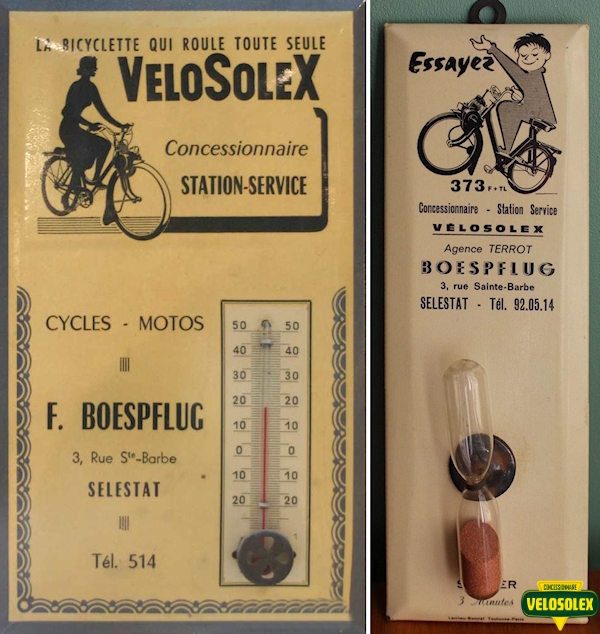 LA BICYCLETTE QUI ROULE TOUTE SEULE
VELOSOLEX
Concessionnaire
STATION-SERVICE
CYCLES - MOTOS
F. BOESPFLUG
3, Rue Ste-Barbe
SELESTAT
Tél. 514
50 50
40 40
30 30
20 20
10 10
0 0
10 10
20 20
Essayez
373 F + TL
Concessionnaire - Station Service
VÉLOSOLEX
Agence TERROT
BOESPFLUG
3, rue Sainte-Barbe
SELESTAT - Tél. 92.05.14
3 Minutes
CONCESSIONNAIRE
VELOSOLEX